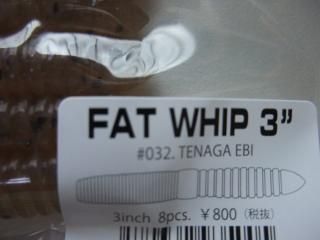 FAT WHIP 3”
#032. TENAGA EBI
3inch 8pcs. ￥800 (税抜)